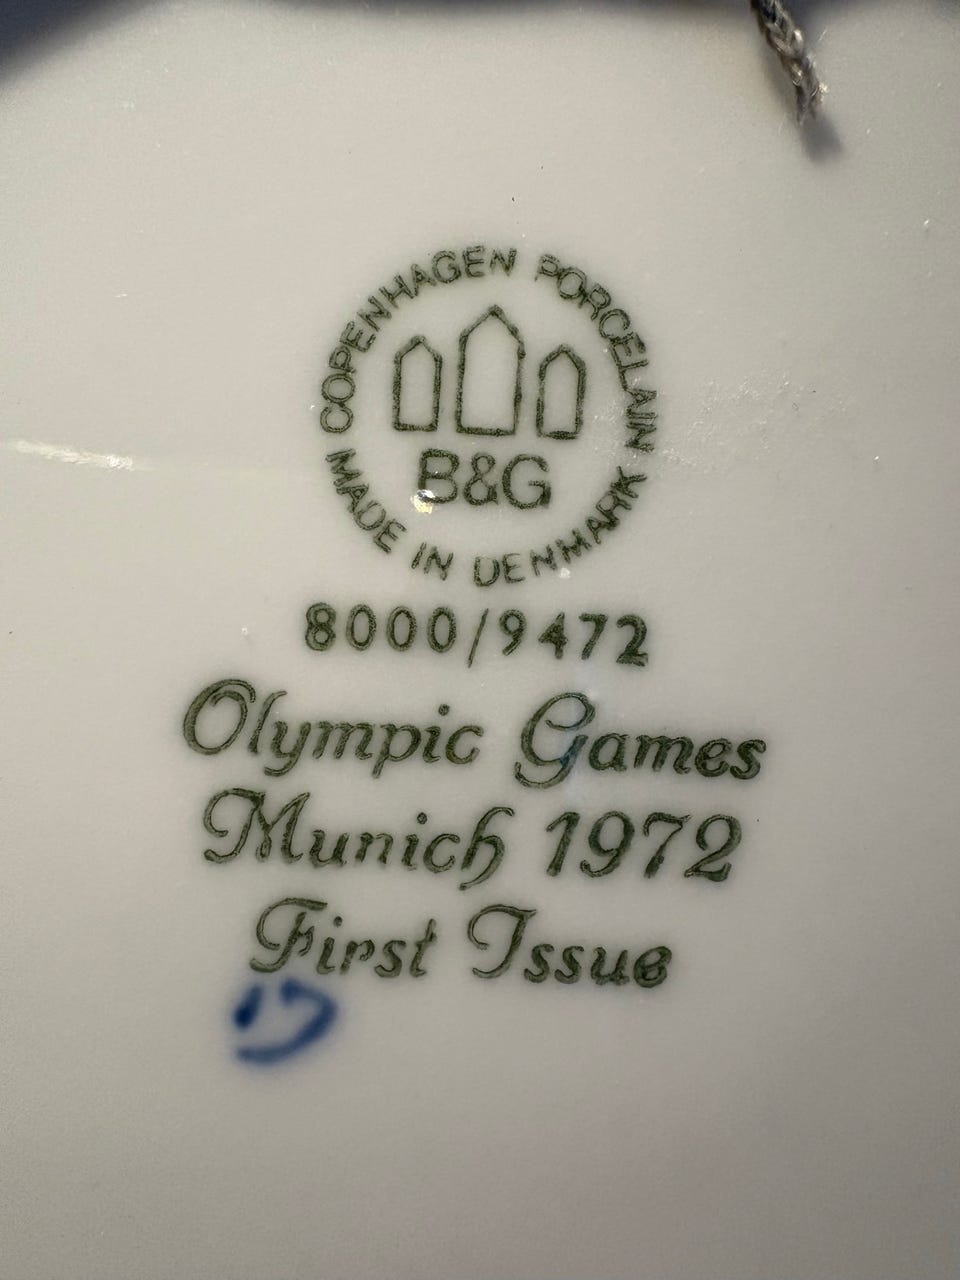 COPENHAGEN PORCELAIN
B&G
MADE IN DENMARK
8000/9472
Olympic Games
Munich 1972
First Issue